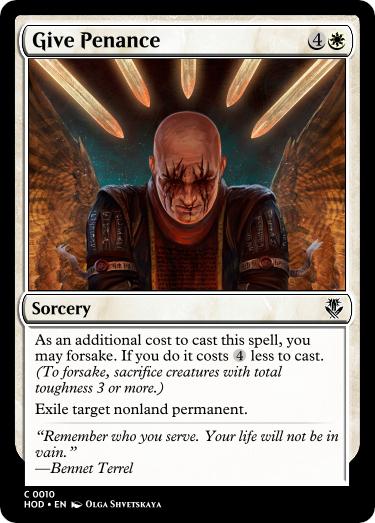 Give Penance 4
Sorcery
As an additional cost to cast this spell, you
may forsake. If you do it costs 4 less to cast.
(To forsake, sacrifice creatures with total
toughness 3 or more.)
Exile target nonland permanent.
“Remember who you serve. Your life will not be in
vain.”
—Bennet Terrel
C 0010
HOD • EN Olga Shvetskaya